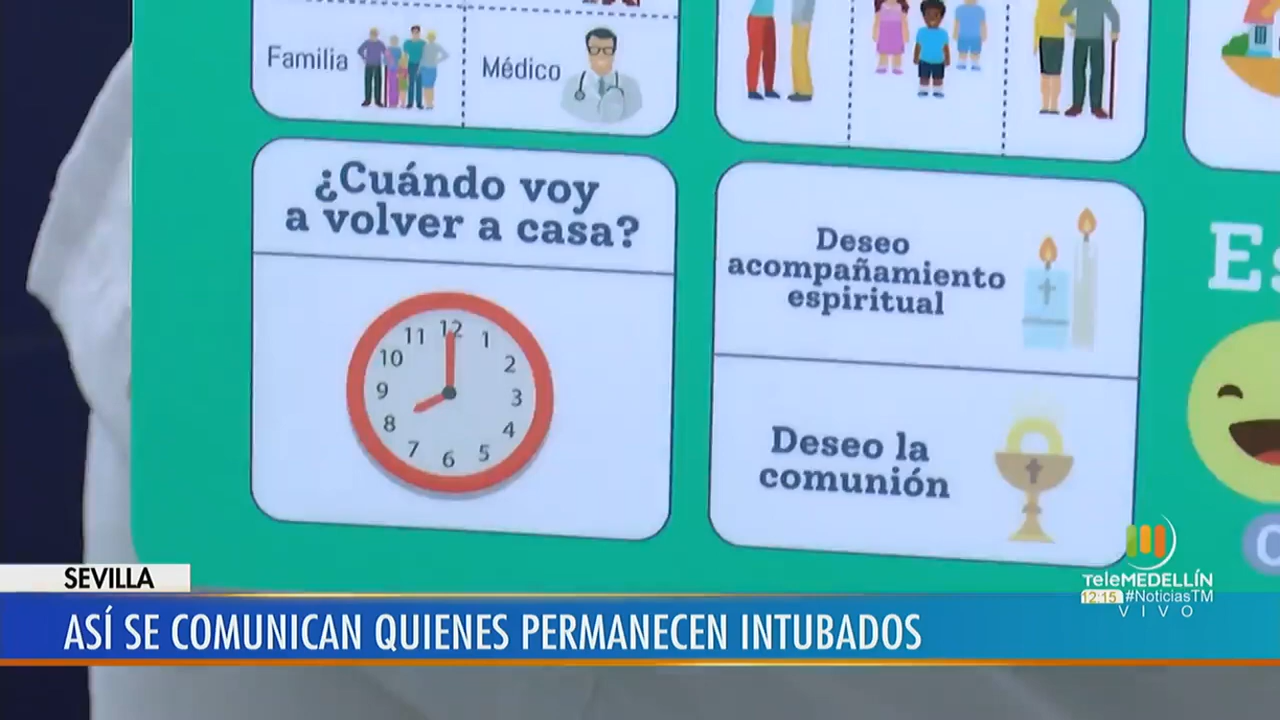 Familia
Médico
¿Cuándo voy
a volver a casa?
11 12 1
10 2
9 3
8 4
7 6 5
Deseo
acompañamiento
espiritual
Deseo la
comunión
SEVILLA
ASÍ SE COMUNICAN QUIENES PERMANECEN INTUBADOS
TeleMEDELLÍN
12:15 #NoticiasTM
VIVO